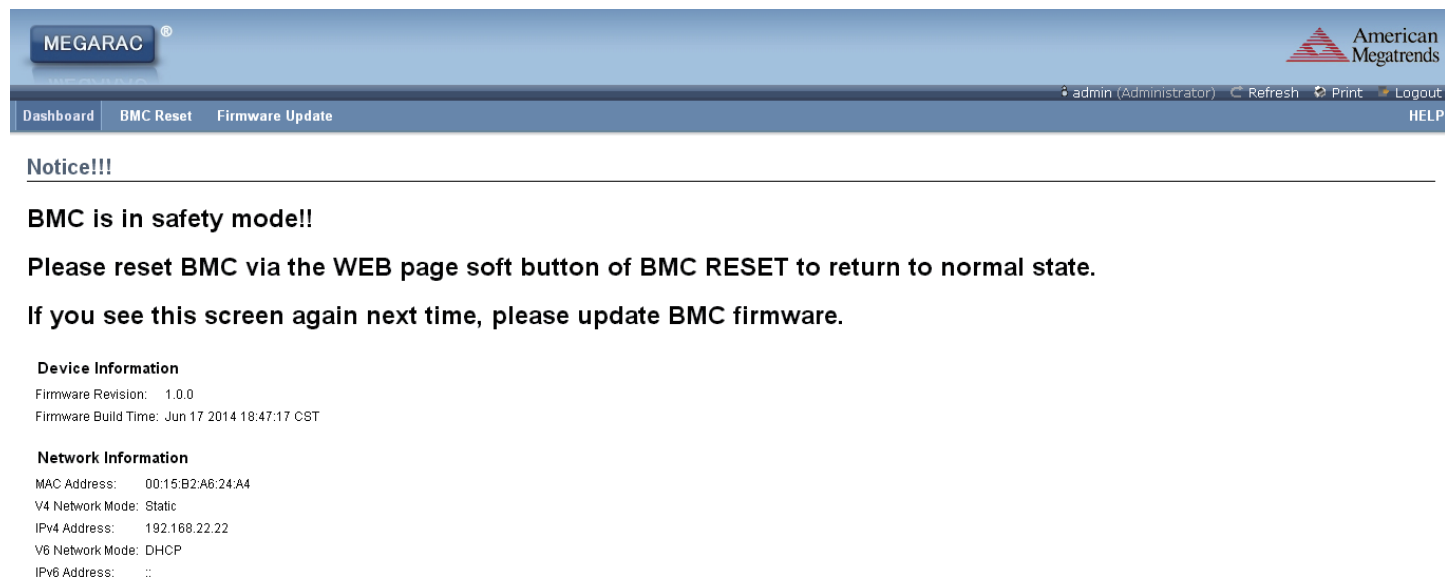 MEGARAC ®
American
Megatrends
admin (Administrator) Refresh Print Logout
Dashboard BMC Reset Firmware Update HELP
Notice!!!
BMC is in safety mode!!
Please reset BMC via the WEB page soft button of BMC RESET to return to normal state.
If you see this screen again next time, please update BMC firmware.
Device Information
Firmware Revision: 1.0.0
Firmware Build Time: Jun 17 2014 18:47:17 CST
Network Information
MAC Address: 00:15:B2:A6:24:A4
V4 Network Mode: Static
IPv4 Address: 192.168.22.22
V6 Network Mode: DHCP
IPv6 Address: ::